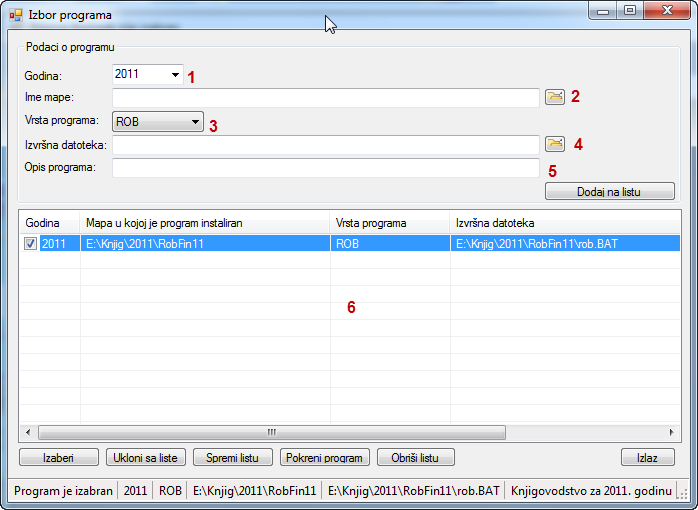 Izbor programa
Podaci o programu
Godina: 2011 1
Ime mape: 2
Vrsta programa: ROB 3
Izvršna datoteka: 4
Opis programa: 5
Dodaj na listu
Godina Mapa u kojoj je program instaliran Vrsta programa Izvršna datoteka
2011 E:\Knjig\2011\RobFin11 ROB E:\Knjig\2011\RobFin11\rob.BAT
6
Izaberi Ukloni sa liste Spremi listu Pokreni program Obriši listu Izlaz
Program je izabran 2011 ROB E:\Knjig\2011\RobFin11 E:\Knjig\2011\RobFin11\rob.BAT Knjigovodstvo za 2011. godinu